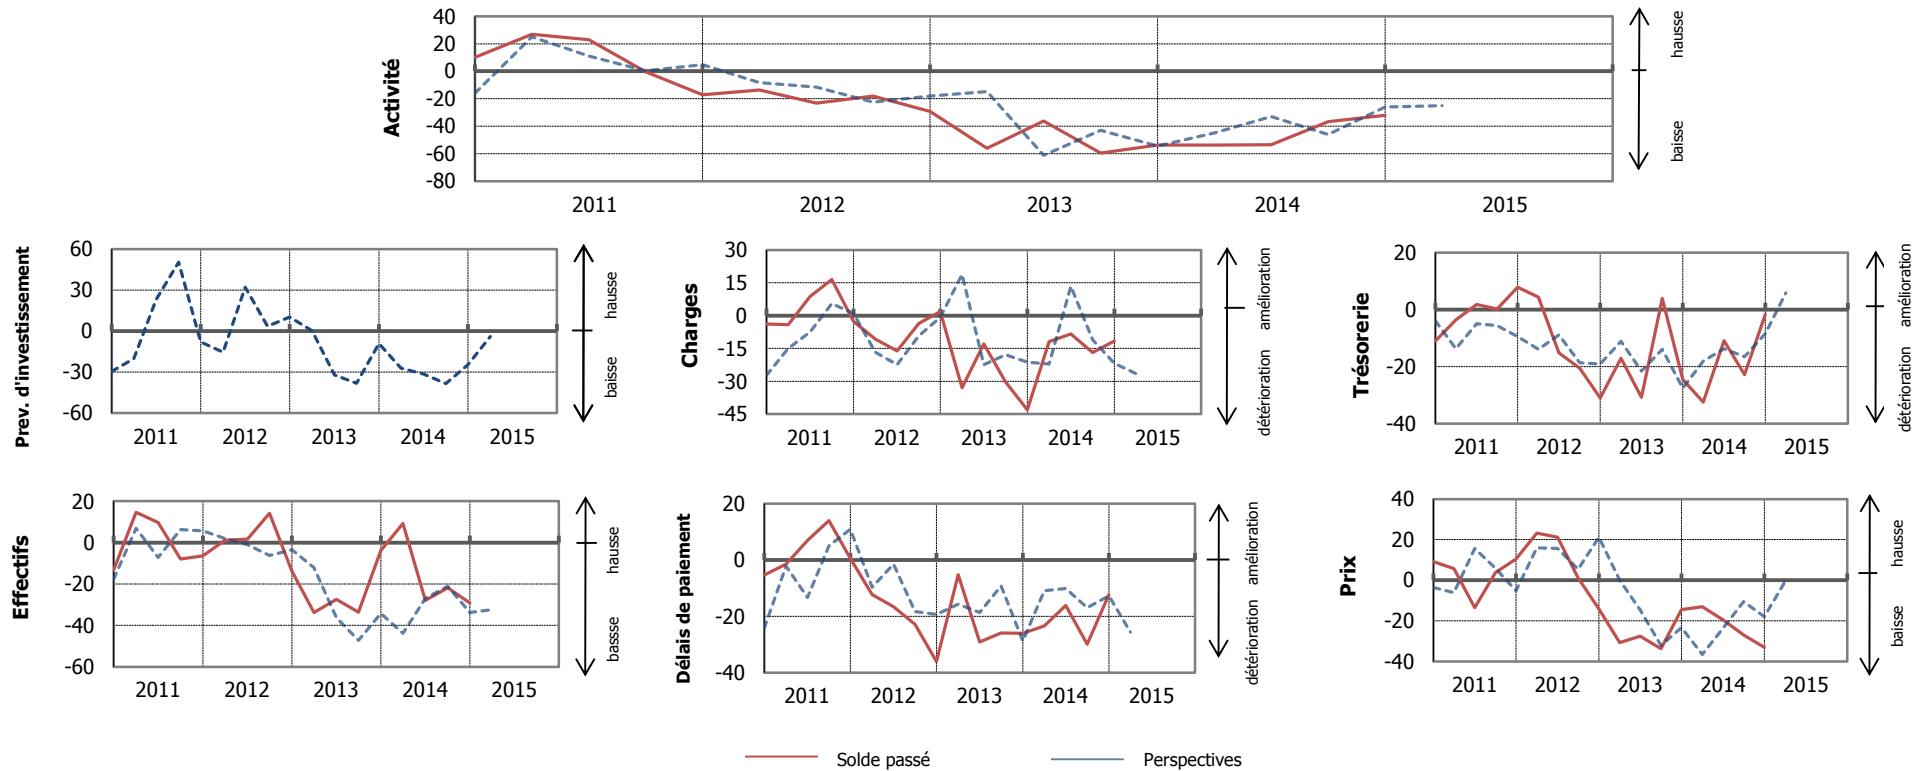 Activité
40
20
0
-20
-40
-60
-80
2011 2012 2013 2014 2015
hausse
baisse
Prev. d'investissement
60
30
0
-30
-60
2011 2012 2013 2014 2015
hausse
baisse
Charges
30
15
0
-15
-30
-45
2011 2012 2013 2014 2015
amélioration
détérioration
Trésorerie
20
0
-20
-40
2011 2012 2013 2014 2015
amélioration
détérioration
Effectifs
20
0
-20
-40
-60
2011 2012 2013 2014 2015
hausse
bassse
Délais de paiement
20
0
-20
-40
2011 2012 2013 2014 2015
amélioration
détérioration
Prix
40
20
0
-20
-40
2011 2012 2013 2014 2015
hausse
baisse
Solde passé Perspectives